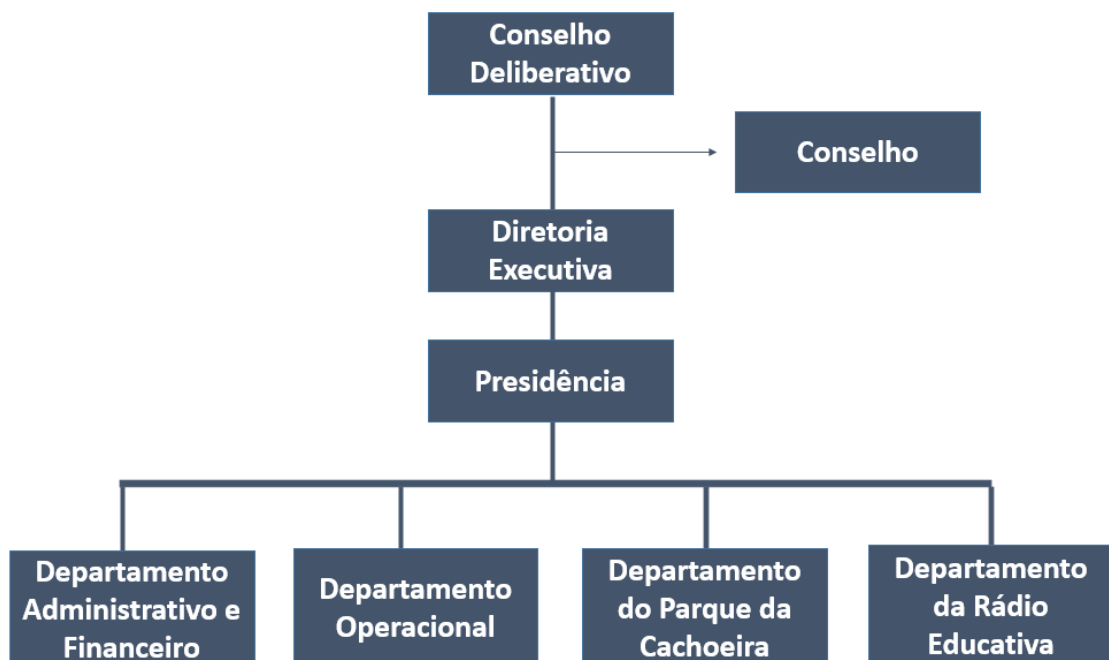 Conselho
Deliberativo
Conselho
Diretoria
Executiva
Presidência
Departamento
Administrativo e
Financeiro
Departamento
Operacional
Departamento
do Parque da
Cachoeira
Departamento
da Rádio
Educativa